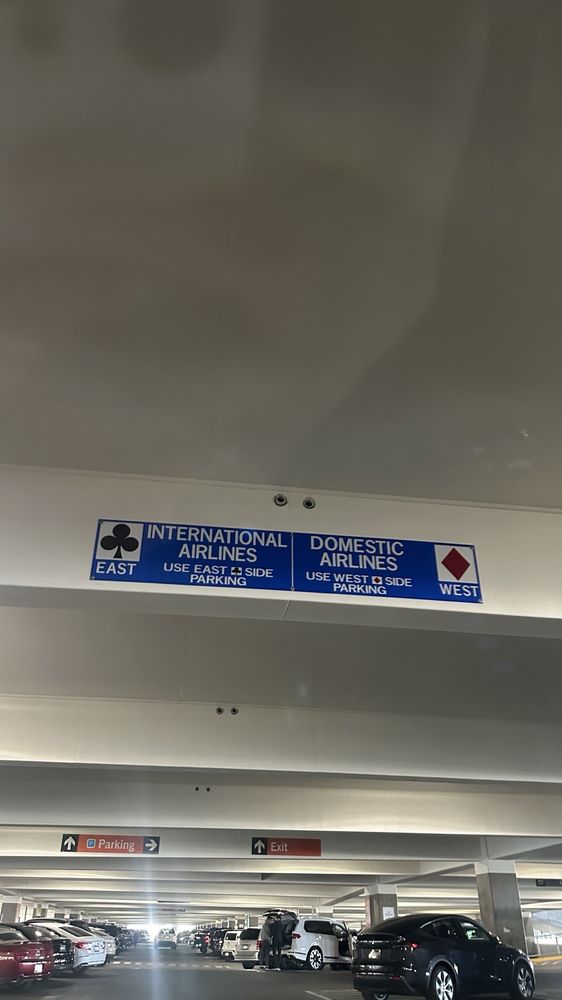 INTERNATIONAL
AIRLINES
USE EAST SIDE
PARKING
EAST
DOMESTIC
AIRLINES
USE WEST SIDE
PARKING
WEST
P Parking
Exit